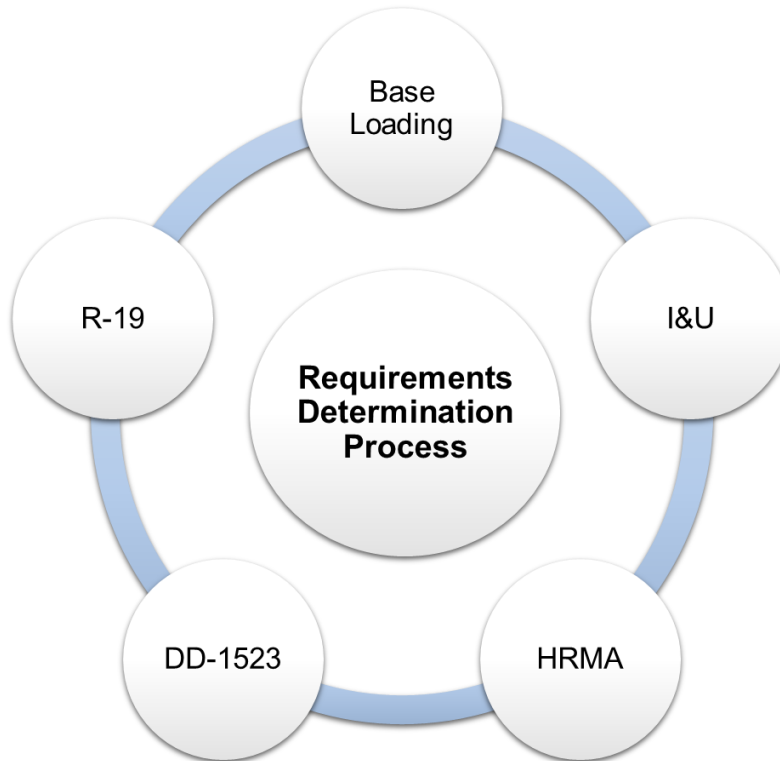 Base
Loading
R-19
I&U
Requirements
Determination
Process
DD-1523
HRMA